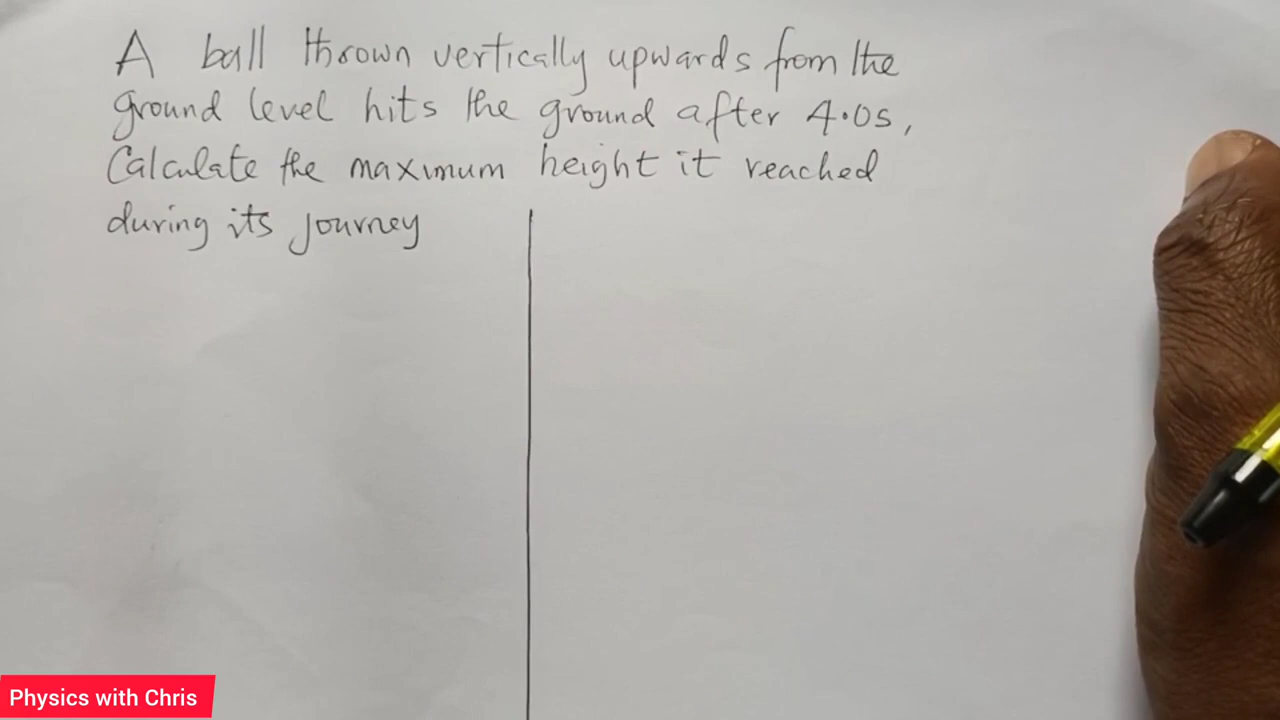 A ball thrown vertically upwards from the
ground level hits the ground after 4.0s,
Calculate the maximum height it reached
during its journey
Physics with Chris